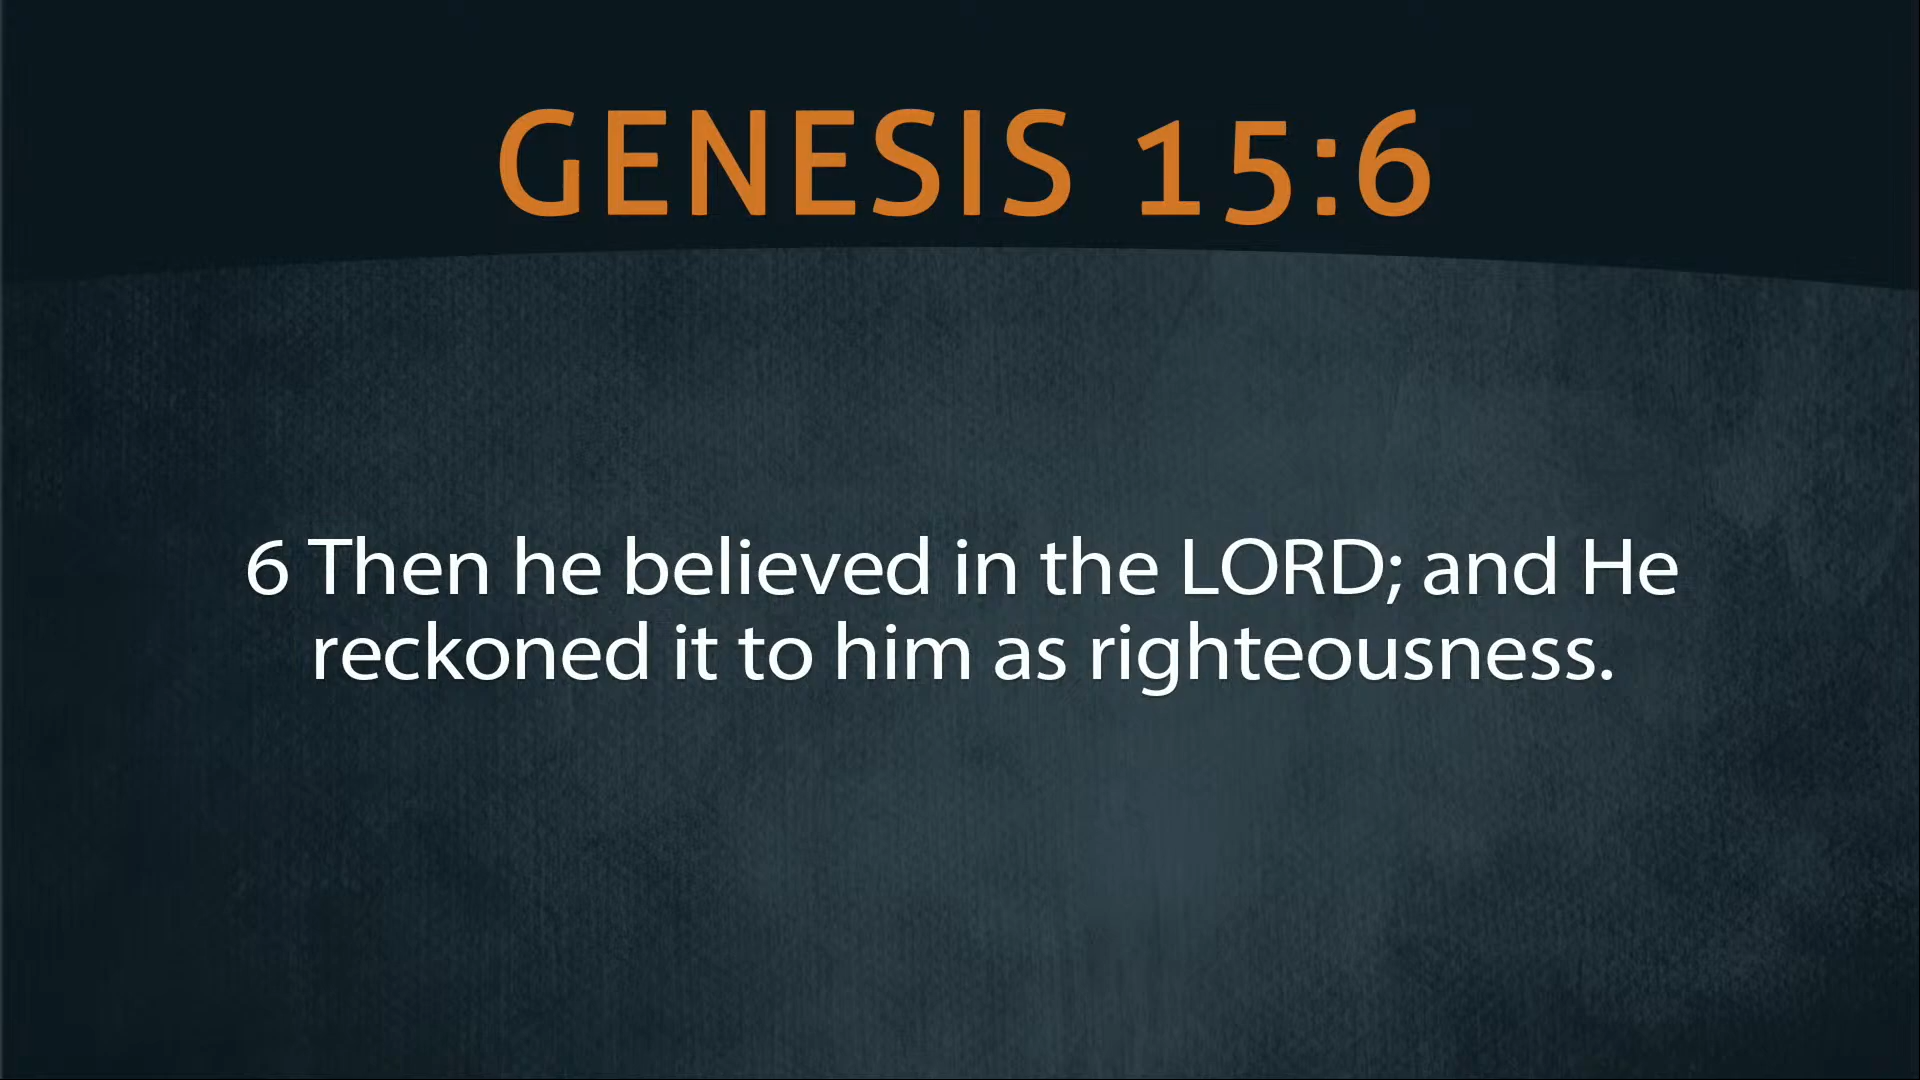 GENESIS 15:6
6 Then he believed in the LORD; and He
reckoned it to him as righteousness.